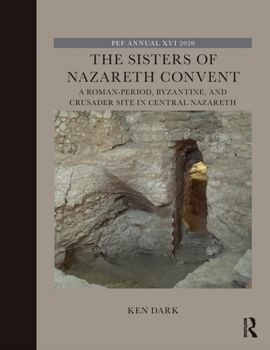 PEF ANNUAL XVI 2020
THE SISTERS OF
NAZARETH CONVENT
A ROMAN-PERIOD, BYZANTINE, AND
CRUSADER SITE IN CENTRAL NAZARETH
KEN DARK
R
Routledge